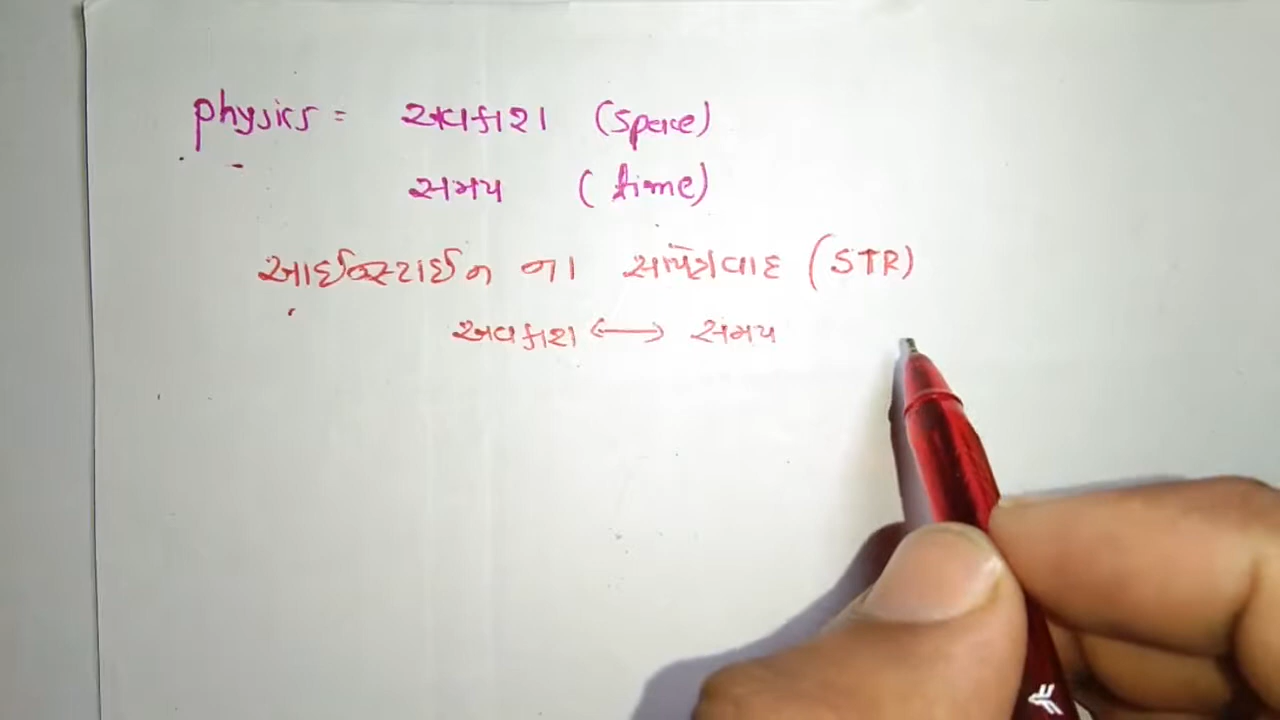 physics = અવકાશ (space)
સમય (time)
આઈન્સ્ટાઈન ના સાપેક્ષવાદ (STR)
અવકાશ ⟷ સમય